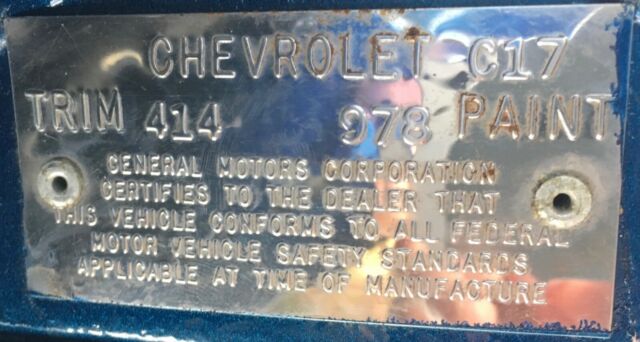 CHEVROLET C17
TRIM 414 978 PAINT
GENERAL MOTORS CORPORATION
CERTIFIES TO THE DEALER THAT
THIS VEHICLE CONFORMS TO ALL FEDERAL
MOTOR VEHICLE SAFETY STANDARDS
APPLICABLE AT TIME OF MANUFACTURE